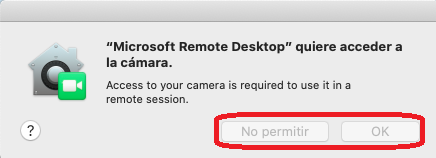 “Microsoft Remote Desktop” quiere acceder a
la cámara.
Access to your camera is required to use it in a
remote session.
?
No permitir
OK